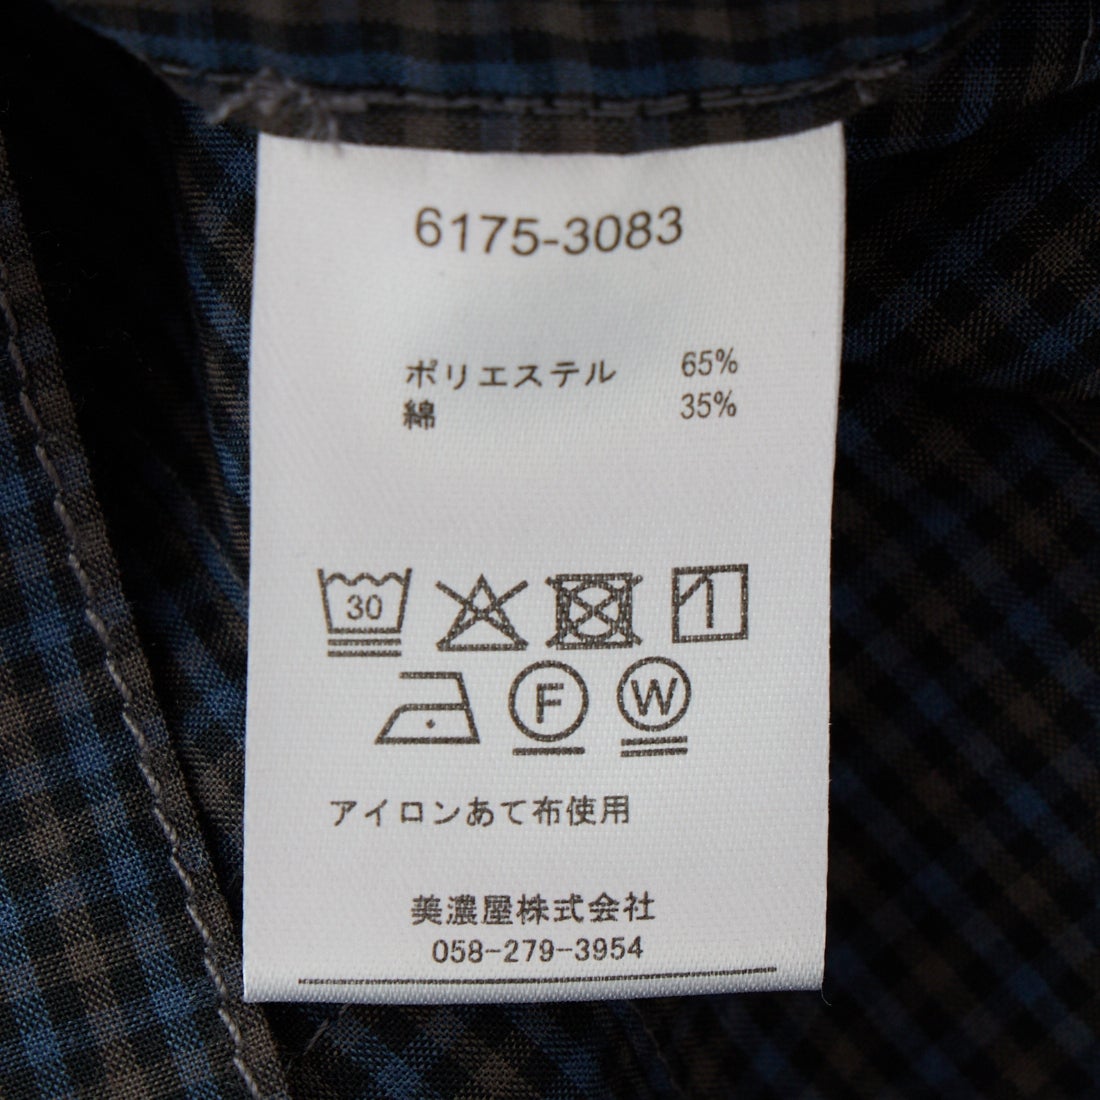 6175-3083
ポリエステル 65%
綿 35%
30
F W
アイロンあて布使用
美濃屋株式会社
058-279-3954